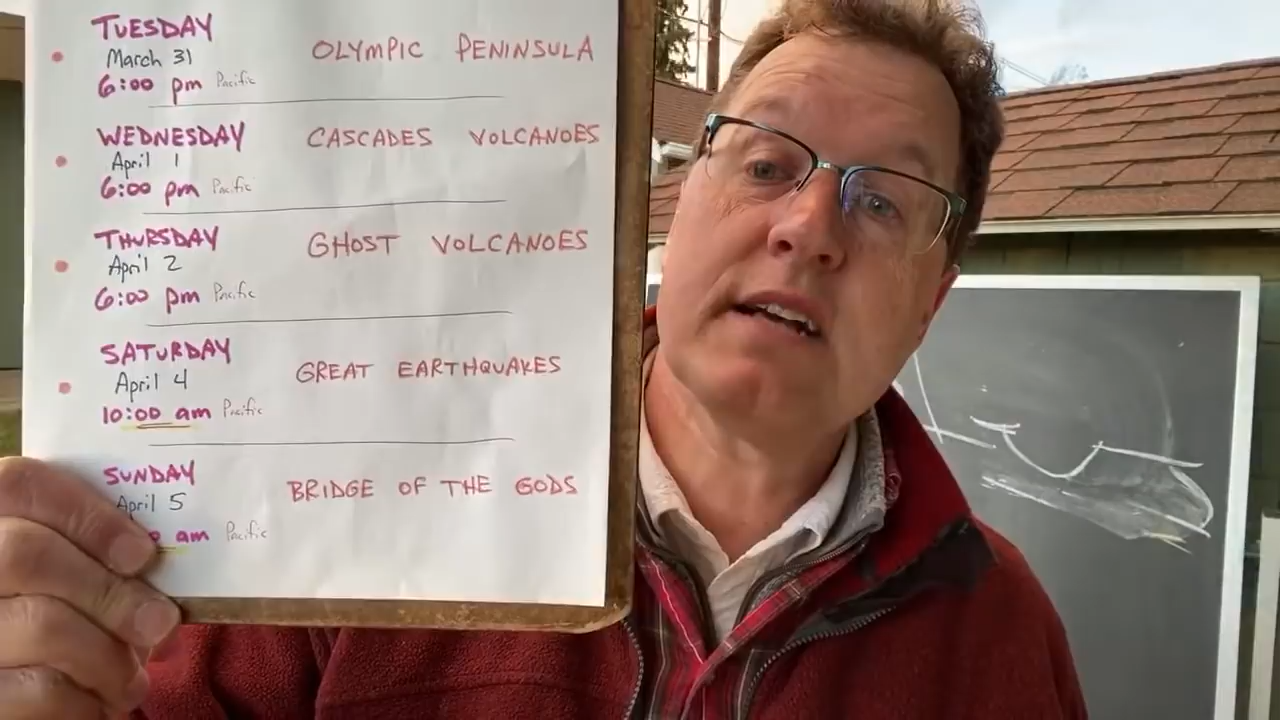 TUESDAY
March 31
OLYMPIC PENINSULA
6:00 pm Pacific
WEDNESDAY
April 1
CASCADES VOLCANOES
6:00 pm Pacific
THURSDAY
April 2
GHOST VOLCANOES
6:00 pm Pacific
SATURDAY
April 4
GREAT EARTHQUAKES
10:00 am Pacific
SUNDAY
April 5
BRIDGE OF THE GODS
am Pacific